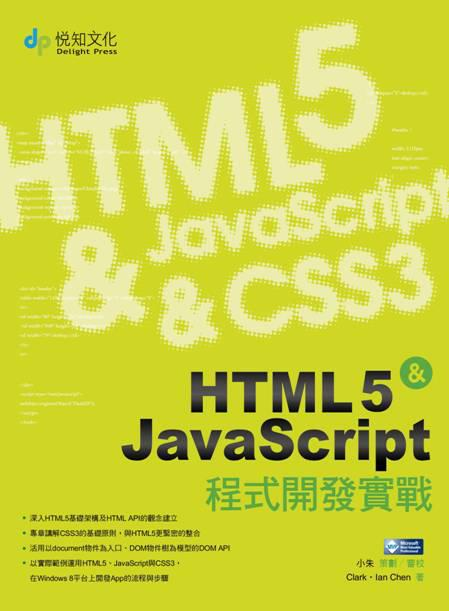 悦知文化
Delight Press
HTML5
JavaScript
& & CSS3
HTML 5 &
JavaScript
程式開發實戰
• 深入HTML5基礎架構及HTML API的觀念建立
• 專章講解CSS3的基礎原則，與HTML5更緊密的整合
• 活用以document物件為入口、DOM物件樹為模型的DOM API
• 以實際範例運用HTML5、JavaScript與CSS3，
在Windows 8平台上開發App的流程與步驟
Microsoft
Most Valuable
Professional
小朱 策劃／審校
Clark・Ian Chen 著